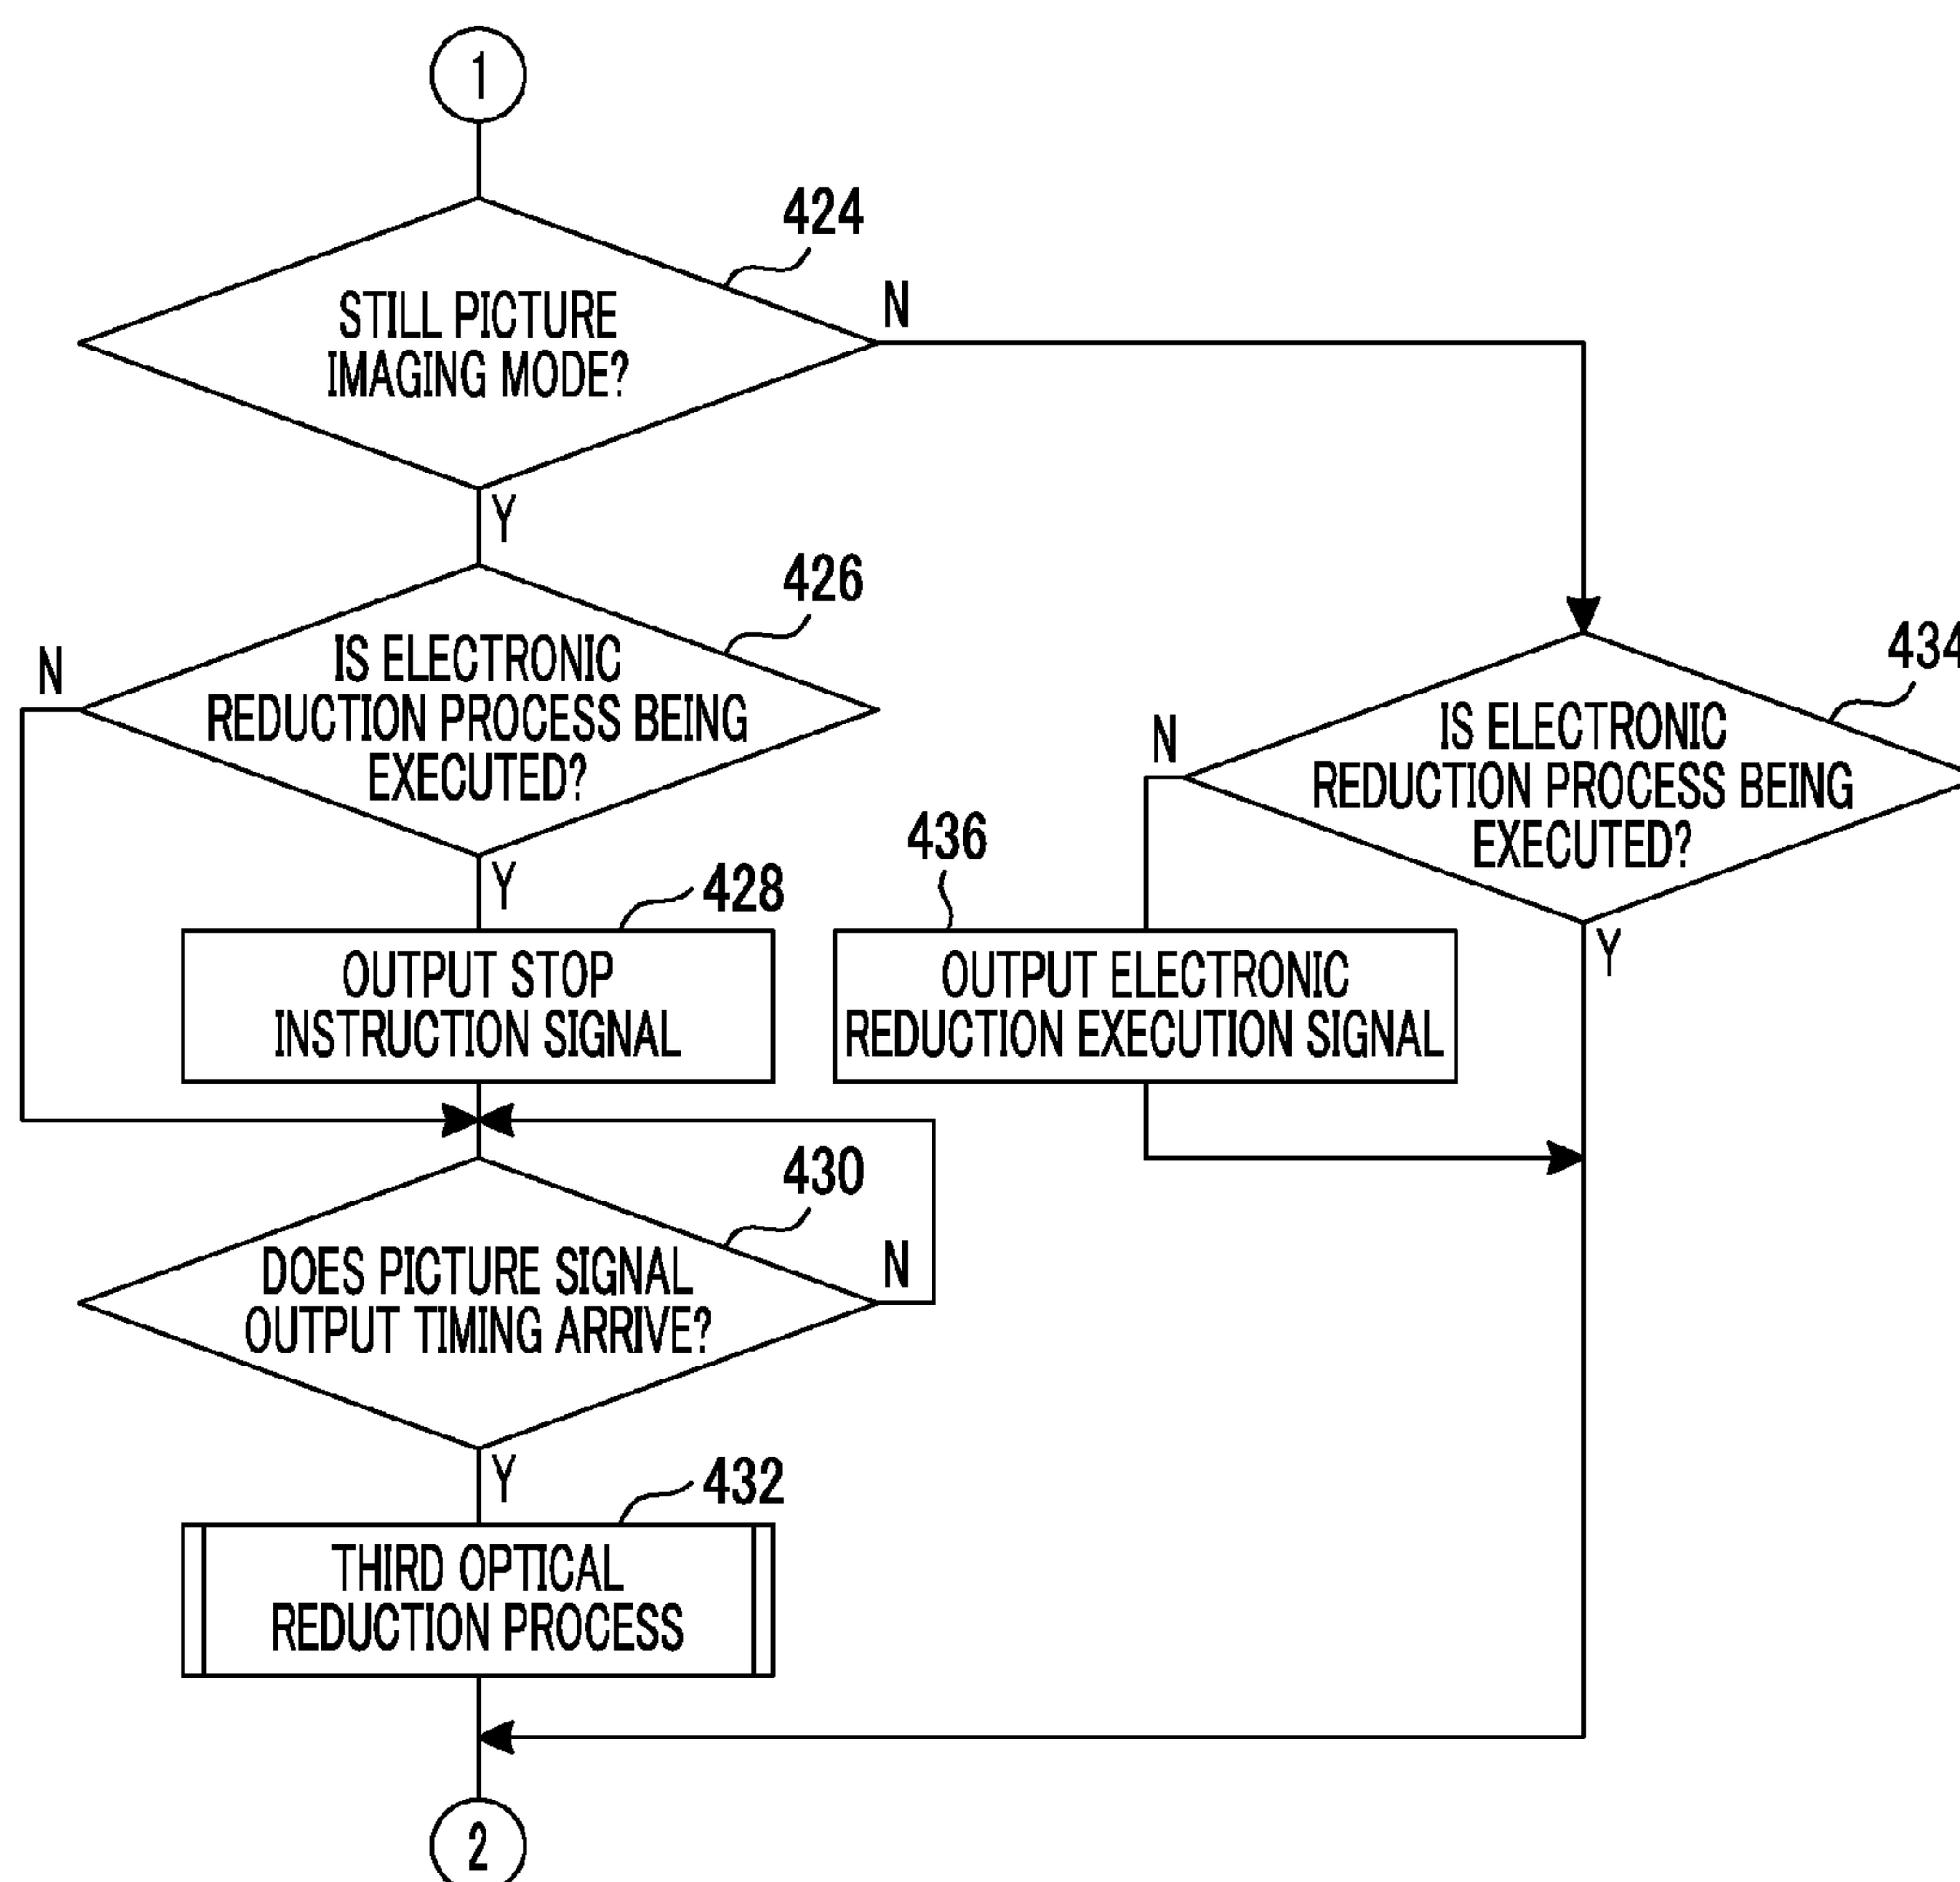 1
424
STILL PICTURE
IMAGING MODE?
N
Y
426
IS ELECTRONIC
REDUCTION PROCESS BEING
EXECUTED?
N
Y
434
IS ELECTRONIC
REDUCTION PROCESS BEING
EXECUTED?
N
Y
428
OUTPUT STOP
INSTRUCTION SIGNAL
436
OUTPUT ELECTRONIC
REDUCTION EXECUTION SIGNAL
430
DOES PICTURE SIGNAL
OUTPUT TIMING ARRIVE?
N
Y
432
THIRD OPTICAL
REDUCTION PROCESS
2